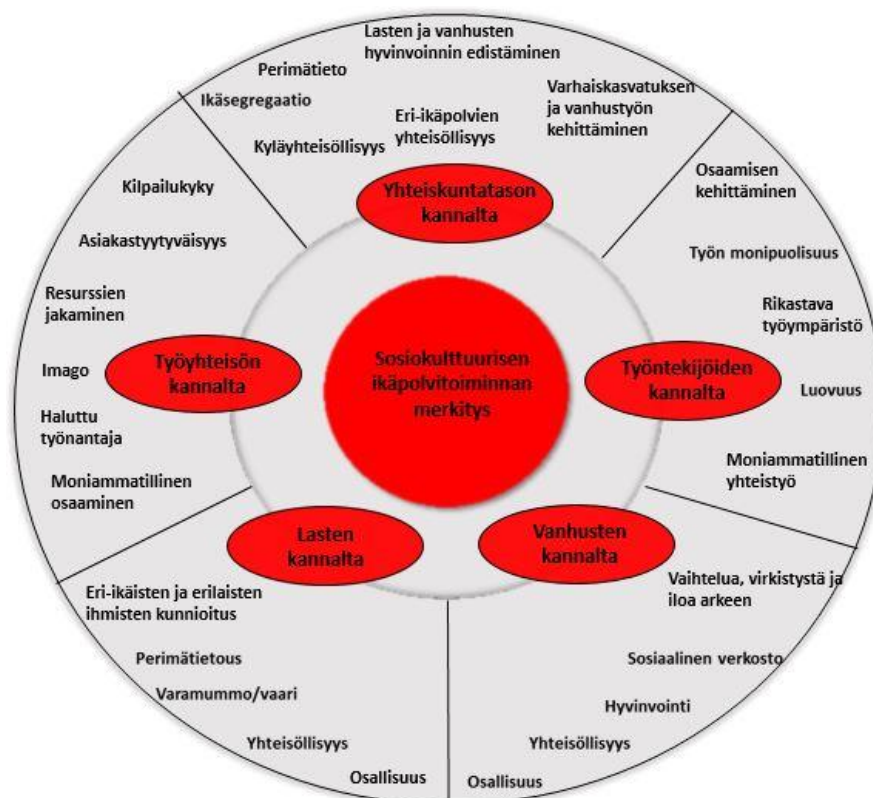 Lasten ja vanhusten
hyvinvoinnin edistäminen
Perimätieto
Ikäsegregaatio
Varhaiskasvatuksen
ja vanhustyön
kehittäminen
Eri-ikäpolvien
yhteisöllisyys
Kyläyhteisöllisyys
Yhteiskuntatason
kannalta
Osaamisen
kehittäminen
Työn monipuolisuus
Rikastava
työympäristö
Työntekijöiden
kannalta
Luovuus
Moniammatillinen
yhteistyö
Kilpailukyky
Asiakastyytyväisyys
Resurssien
jakaminen
Työyhteisön
kannalta
Imago
Haluttu
työnantaja
Moniammatillinen
osaaminen
Sosiokulttuurisen
ikäpolvitoiminnan
merkitys
Lasten
kannalta
Eri-ikäisten ja erilaisten
ihmisten kunnioitus
Perimätietous
Varamummo/vaari
Yhteisöllisyys
Osallisuus
Vanhusten
kannalta
Vaihtelua, virkistystä ja
iloa arkeen
Sosiaalinen verkosto
Hyvinvointi
Yhteisöllisyys
Osallisuus